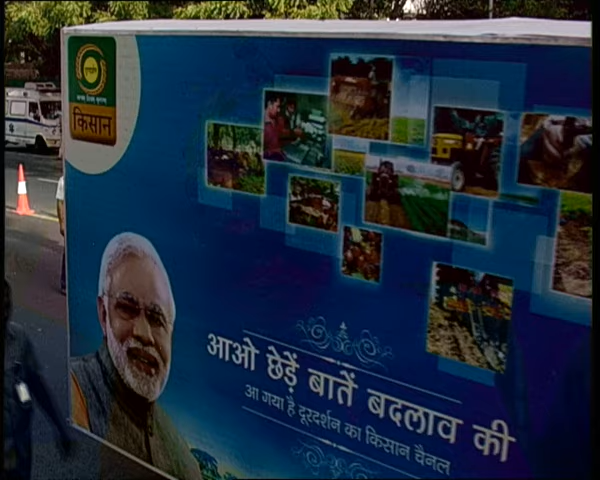 किसान
आओ छेड़ें बातें बदलाव की
आ गया है दूरदर्शन का किसान चैनल